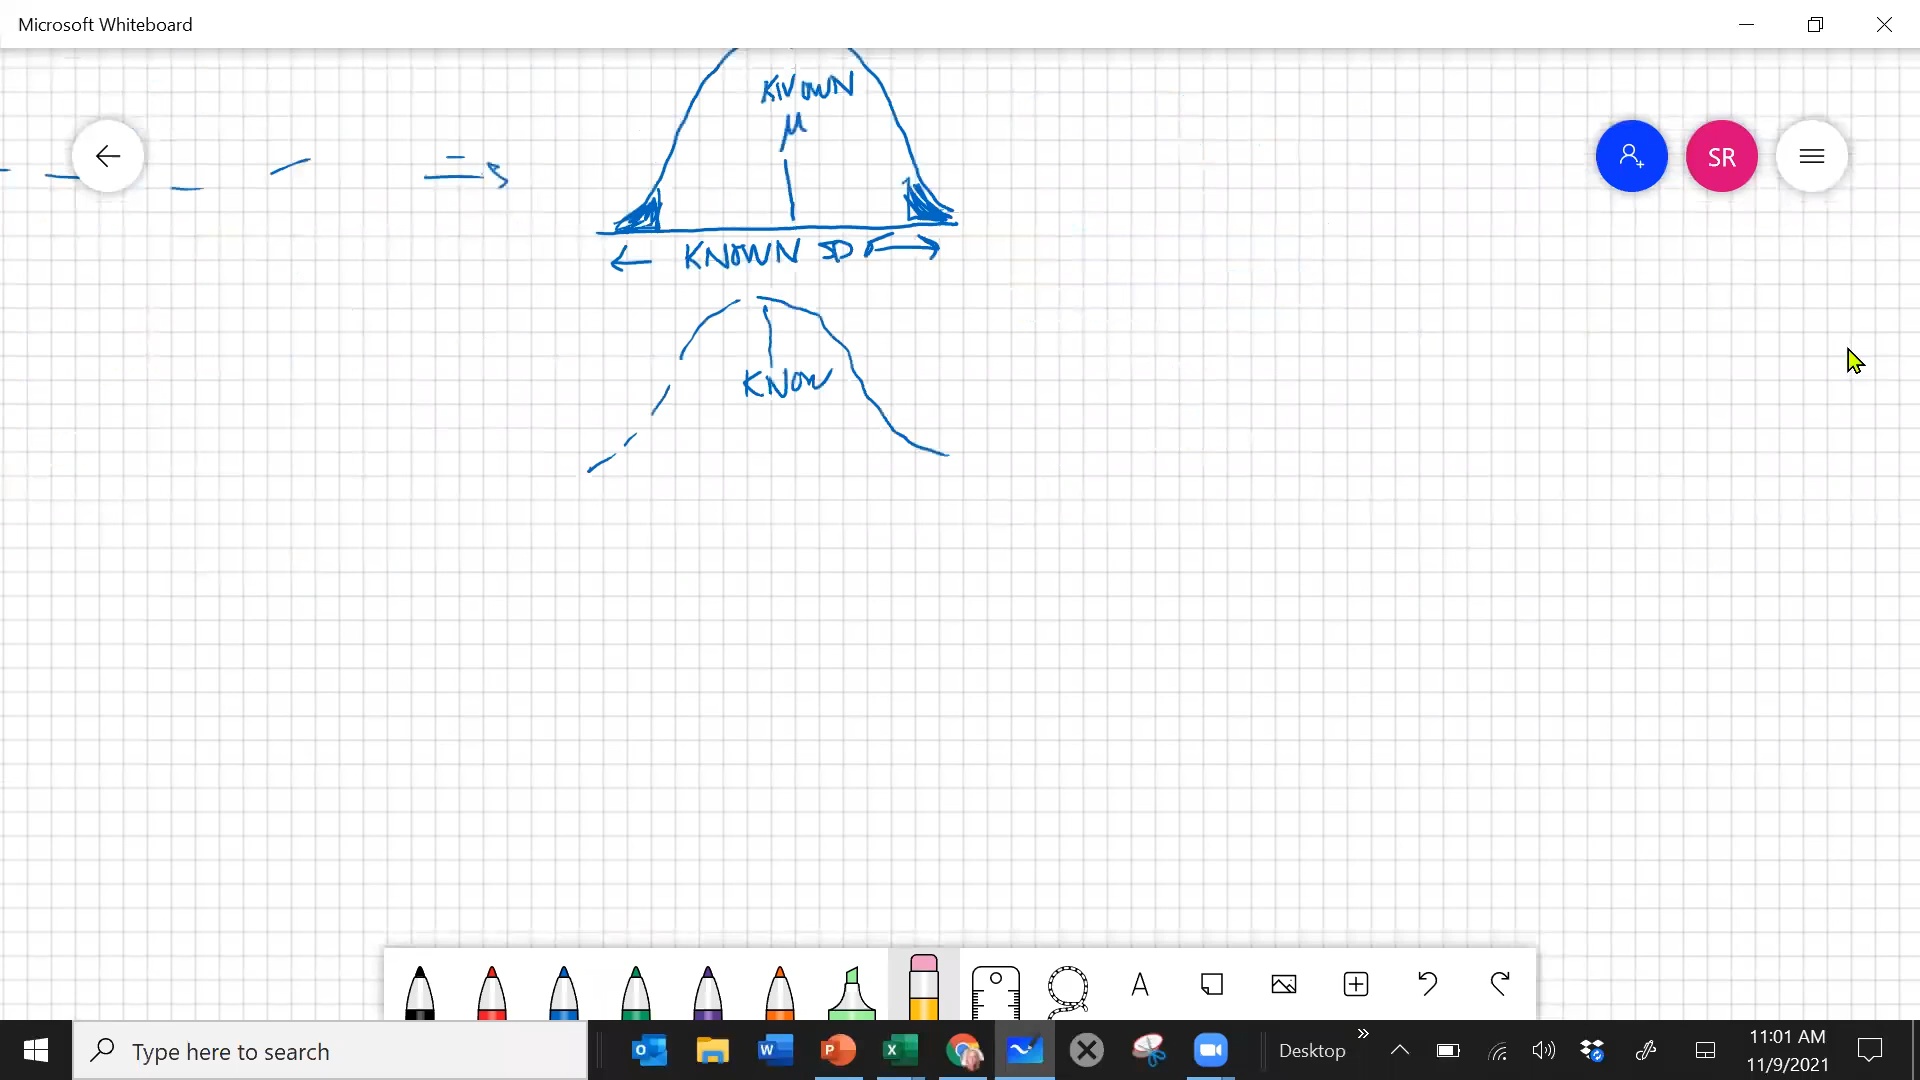 Microsoft Whiteboard
KNOWN
μ
KNOWN SD
KNOW
SR
A
Type here to search
Desktop
11:01 AM
11/9/2021